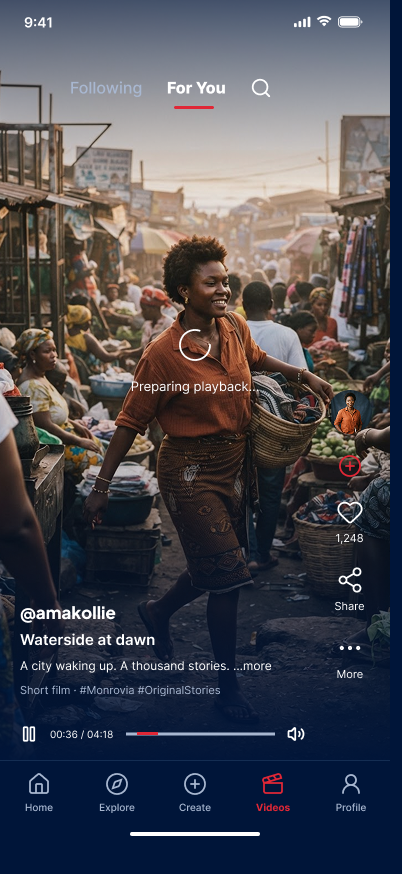 9:41
Following For You
Preparing playback...
1,248
Share
@amakollie
Waterside at dawn
A city waking up. A thousand stories. ...more
Short film · #Monrovia #OriginalStories
More
00:36 / 04:18
Home Explore Create Videos Profile